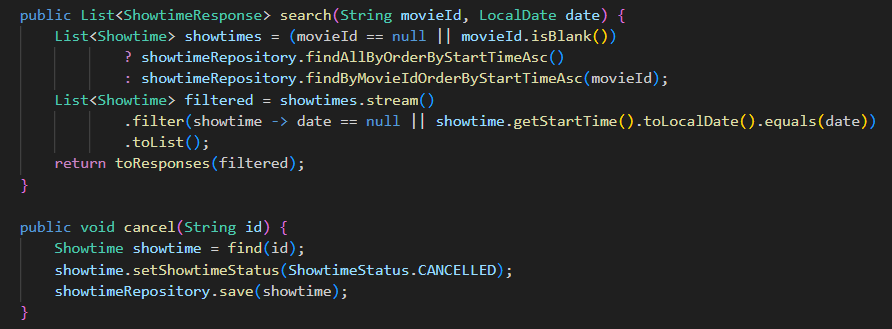 public List<ShowtimeResponse> search(String movieId, LocalDate date) {
    List<Showtime> showtimes = (movieId == null || movieId.isBlank())
            ? showtimeRepository.findAllByOrderByStartTimeAsc()
            : showtimeRepository.findByMovieIdOrderByStartTimeAsc(movieId);
    List<Showtime> filtered = showtimes.stream()
            .filter(showtime -> date == null || showtime.getStartTime().toLocalDate().equals(date))
            .toList();
    return toResponses(filtered);
}

public void cancel(String id) {
    Showtime showtime = find(id);
    showtime.setShowtimeStatus(ShowtimeStatus.CANCELLED);
    showtimeRepository.save(showtime);
}